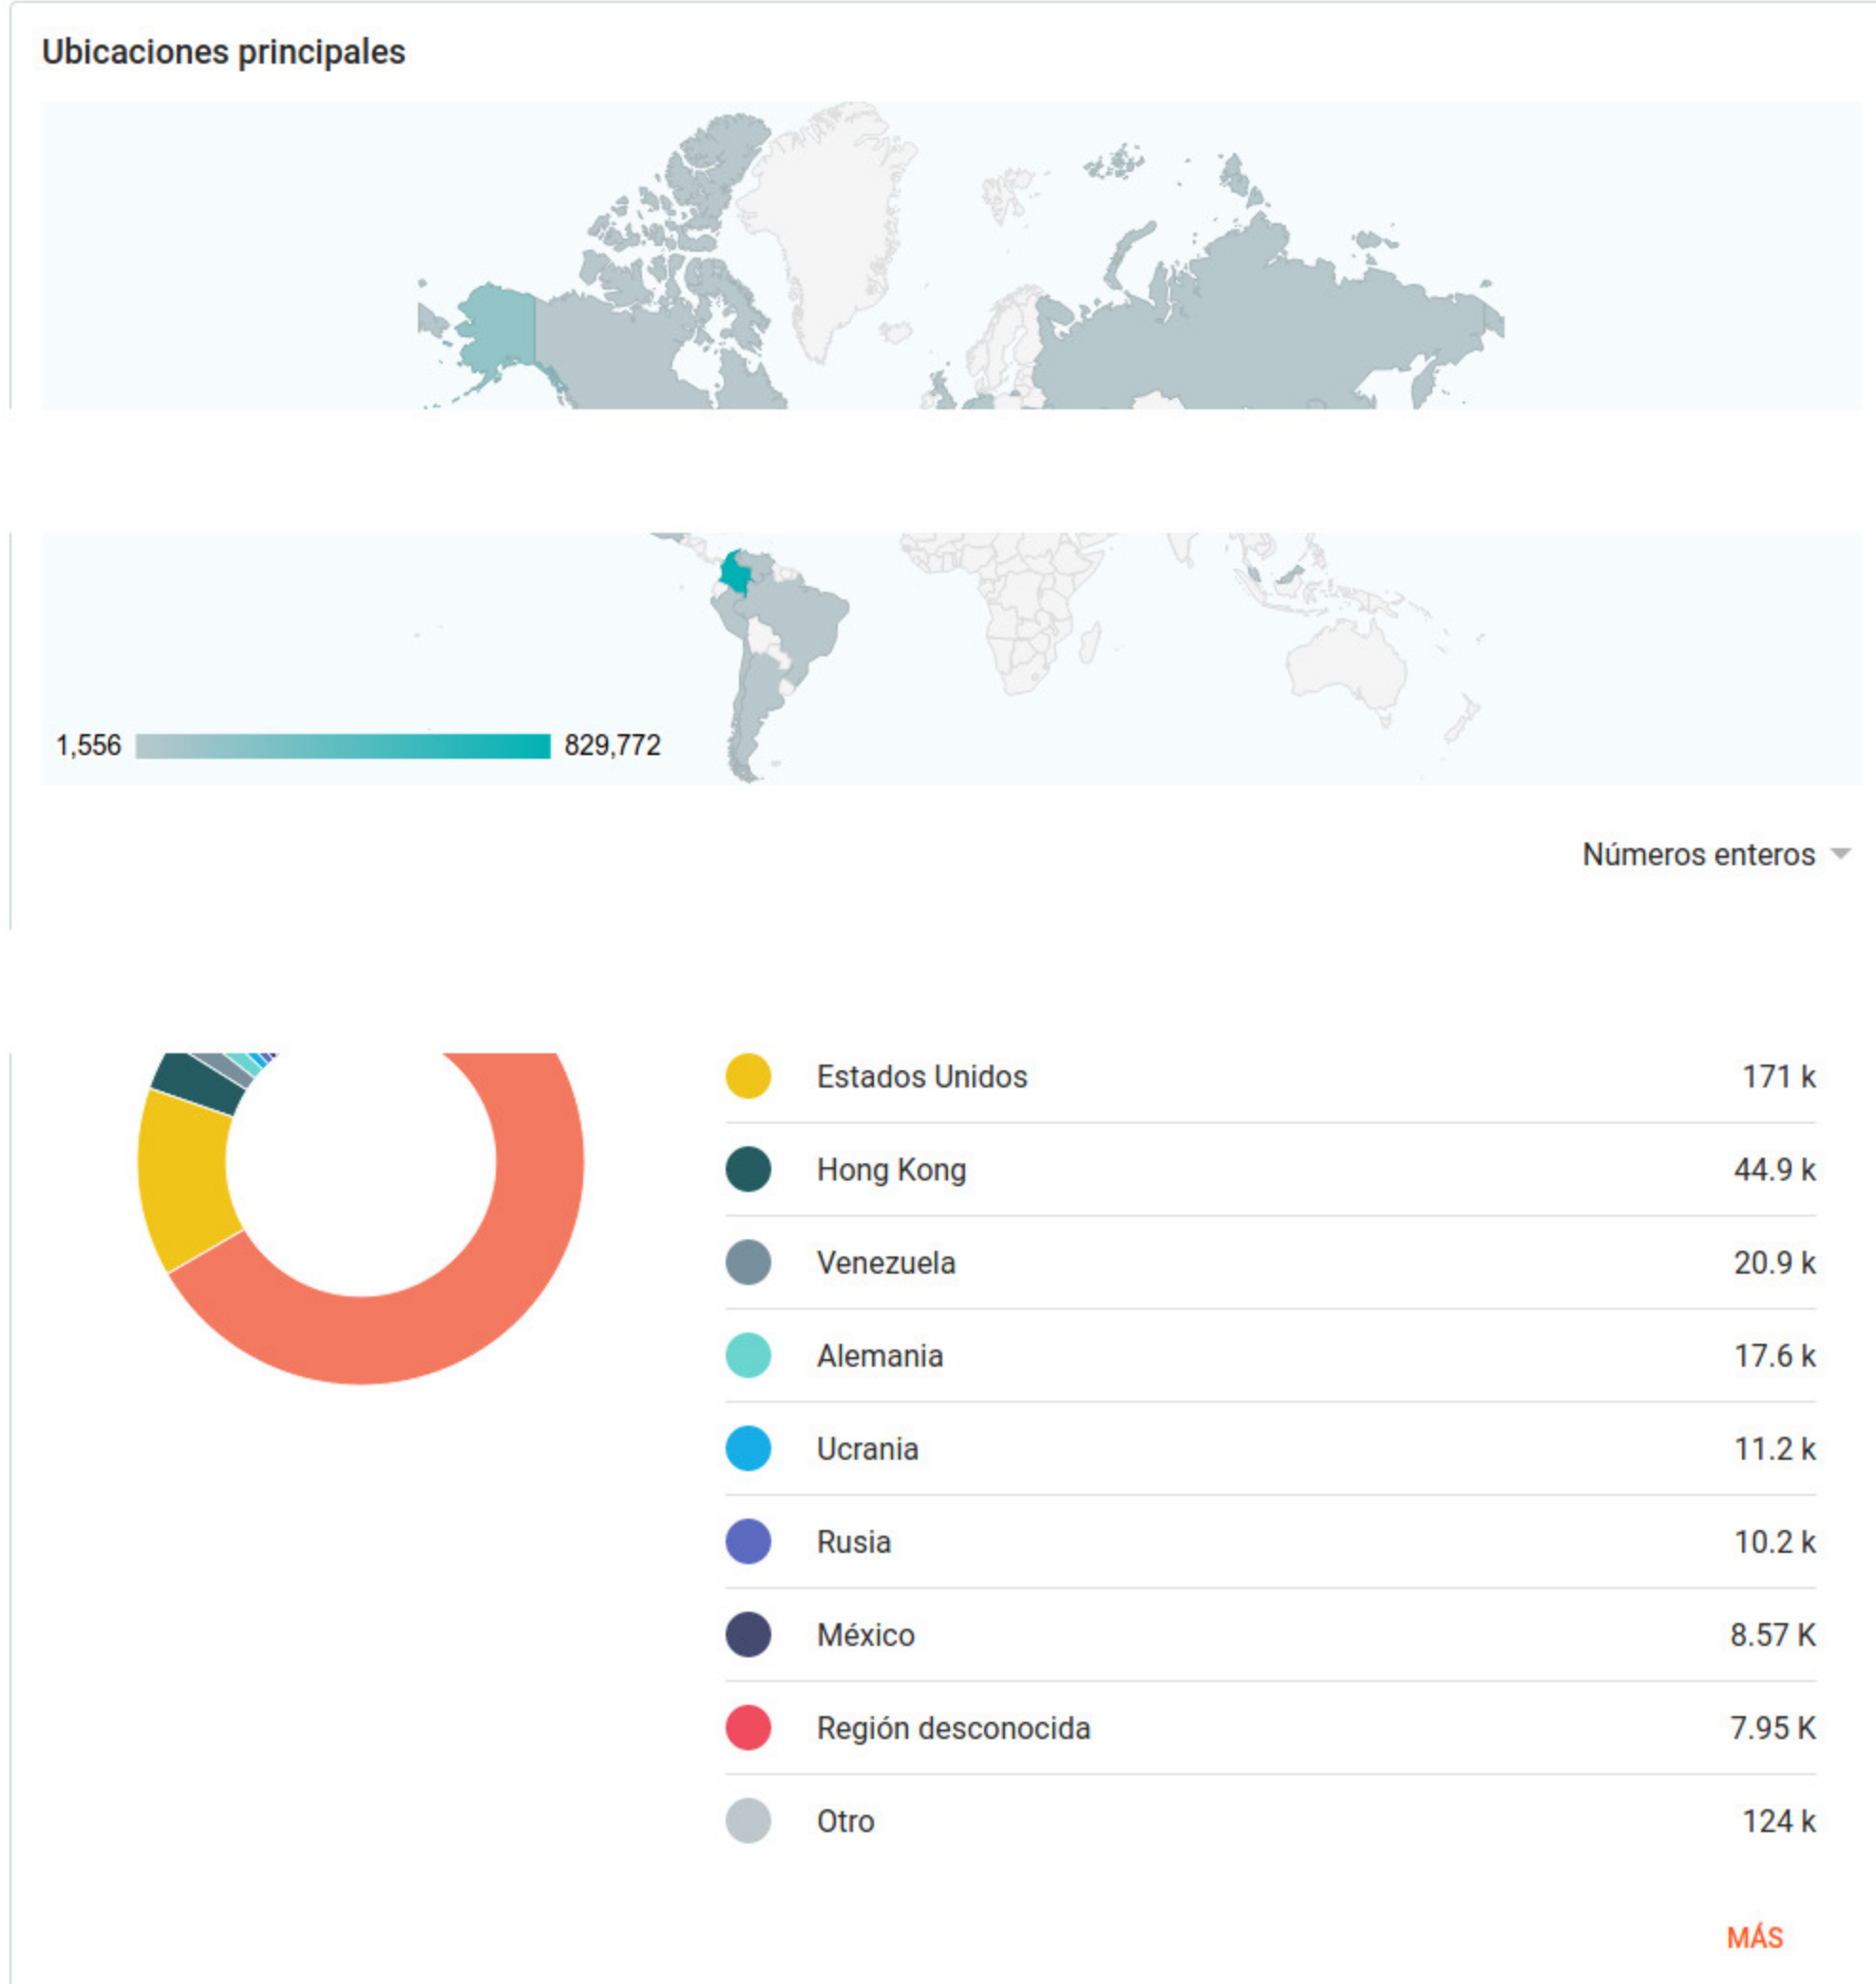 Ubicaciones principales
1,556 829,772
Números enteros
Estados Unidos 171 k
Hong Kong 44.9 k
Venezuela 20.9 k
Alemania 17.6 k
Ucrania 11.2 k
Rusia 10.2 k
México 8.57 K
Región desconocida 7.95 K
Otro 124 k
MÁS